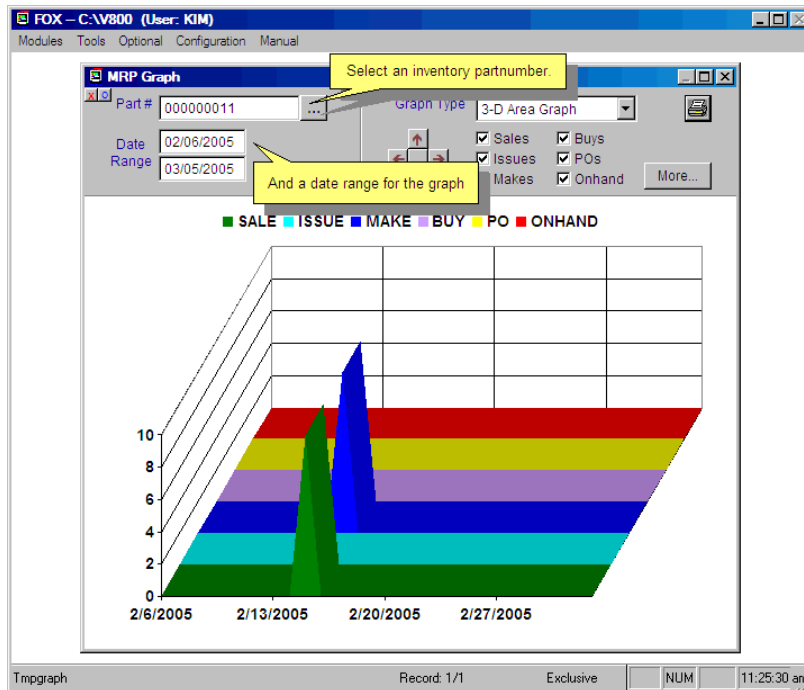 FOX – C:\V800 (User: KIM)
Modules Tools Optional Configuration Manual
MRP Graph
Select an inventory partnumber.
x o
Part # 000000011 ...
Graph Type 3-D Area Graph
Date Range
02/06/2005
03/05/2005
And a date range for the graph
Sales Buys
Issues POs
Makes Onhand
More...
SALE ISSUE MAKE BUY PO ONHAND
10
8
6
4
2
0
2/6/2005 2/13/2005 2/20/2005 2/27/2005
Tmpgraph Record: 1/1 Exclusive NUM 11:25:30 am